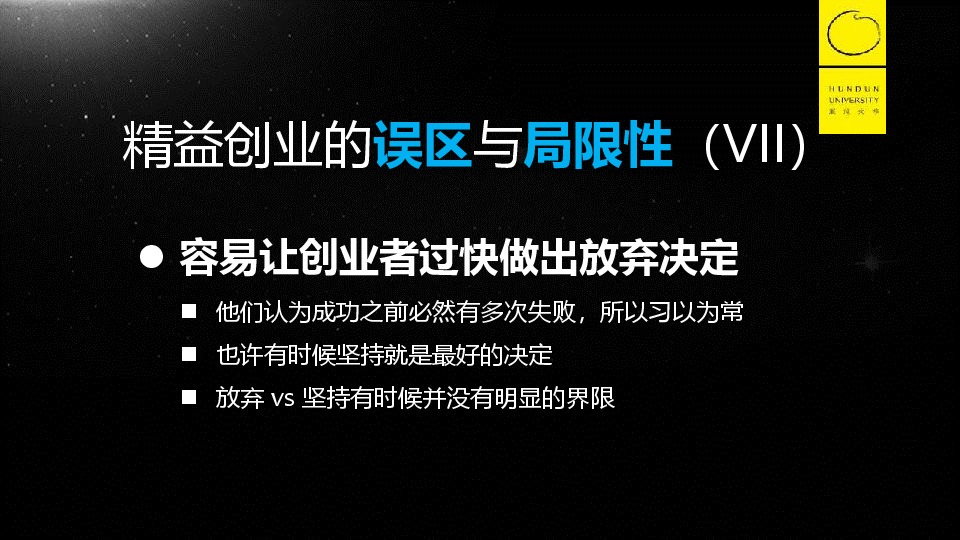 HUNDUN
UNIVERSITY
混沌大学
精益创业的误区与局限性（VII）
● 容易让创业者过快做出放弃决定
■ 他们认为成功之前必然有多次失败，所以习以为常
■ 也许有时候坚持就是最好的决定
■ 放弃 vs 坚持有时候并没有明显的界限